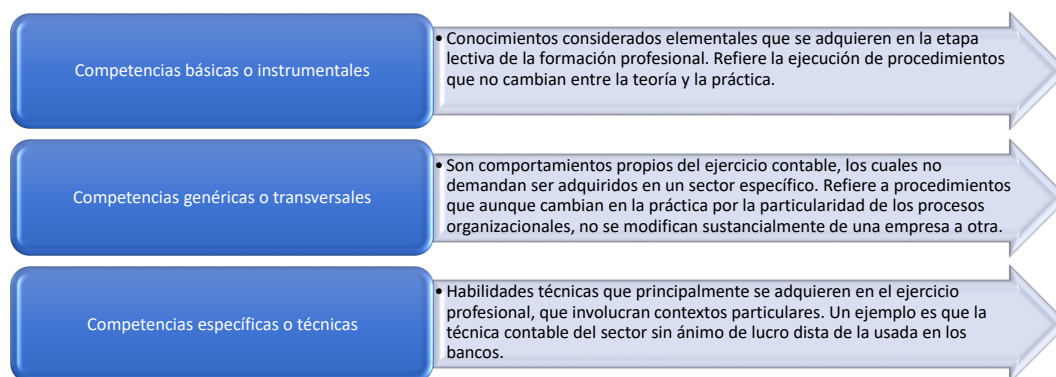 Competencias básicas o instrumentales
• Conocimientos considerados elementales que se adquieren en la etapa
lectiva de la formación profesional. Refiere la ejecución de procedimientos
que no cambian entre la teoría y la práctica.
Competencias genéricas o transversales
• Son comportamientos propios del ejercicio contable, los cuales no
demandan ser adquiridos en un sector específico. Refiere a procedimientos
que aunque cambian en la práctica por la particularidad de los procesos
organizacionales, no se modifican sustancialmente de una empresa a otra.
Competencias específicas o técnicas
• Habilidades técnicas que principalmente se adquieren en el ejercicio
profesional, que involucran contextos particulares. Un ejemplo es que la
técnica contable del sector sin ánimo de lucro dista de la usada en los
bancos.